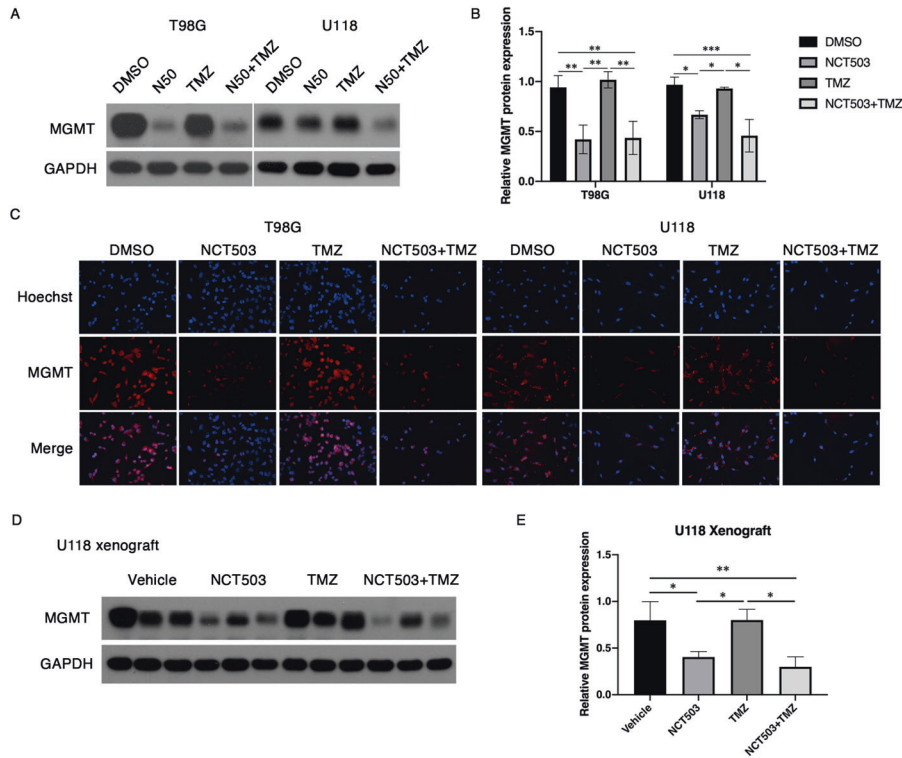 A
T98G
U118
DMSO
N50
TMZ
N50+TMZ
DMSO
N50
TMZ
N50+TMZ
MGMT
GAPDH
B
Relative MGMT protein expression
1.5
1.0
0.5
0.0
**
** ** **
***
* * *
T98G
U118
DMSO
NCT503
TMZ
NCT503+TMZ
C
T98G
U118
DMSO NCT503 TMZ NCT503+TMZ DMSO NCT503 TMZ NCT503+TMZ
Hoechst
MGMT
Merge
D
U118 xenograft
Vehicle NCT503 TMZ NCT503+TMZ
MGMT
GAPDH
E
U118 Xenograft
Relative MGMT protein expression
1.5
1.0
0.5
0.0
**
* * *
Vehicle
NCT503
TMZ
NCT503+TMZ